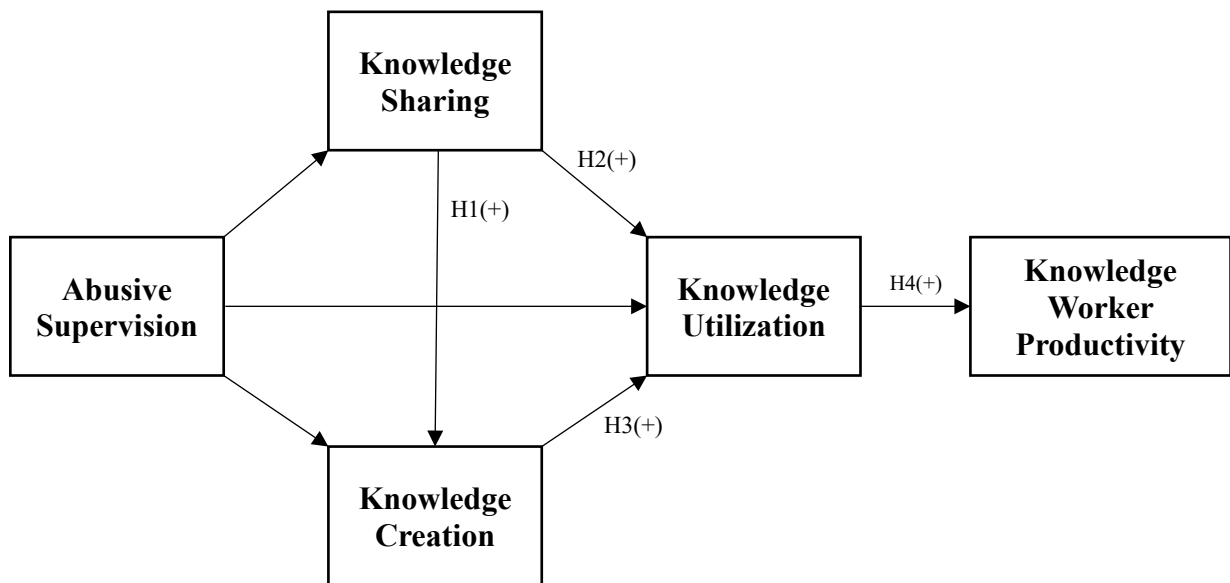 Knowledge
Sharing
H2(+)
H1(+)
Abusive
Supervision
Knowledge
Utilization
H4(+)
Knowledge
Worker
Productivity
H3(+)
Knowledge
Creation